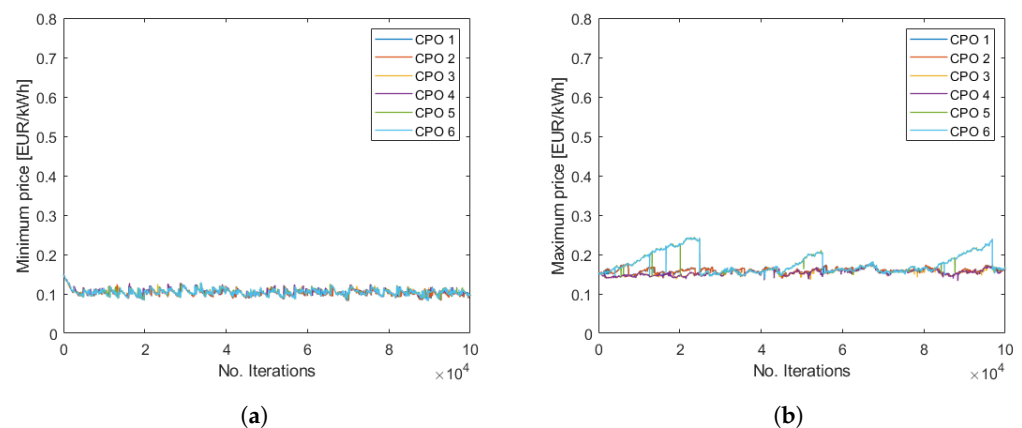 0.8
0.7
0.6
0.5
0.4
0.3
0.2
0.1
0
Minimum price [EUR/kWh]
CPO 1
CPO 2
CPO 3
CPO 4
CPO 5
CPO 6
0 2 4 6 8 10
No. Iterations
×10⁴
(a)
0.8
0.7
0.6
0.5
0.4
0.3
0.2
0.1
0
Maximum price [EUR/kWh]
CPO 1
CPO 2
CPO 3
CPO 4
CPO 5
CPO 6
0 2 4 6 8 10
No. Iterations
×10⁴
(b)